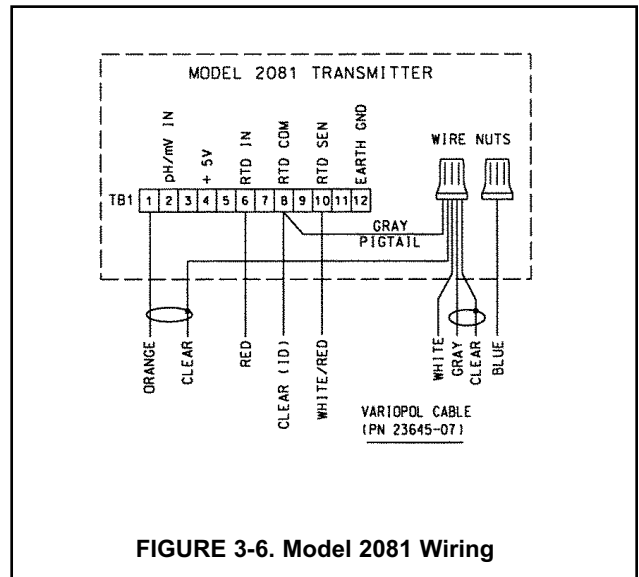 MODEL 2081 TRANSMITTER
pH/mV IN
+ 5V
RTD IN
RTD COM
RTD SEN
EARTH GND
WIRE NUTS
TB1 1 2 3 4 5 6 7 8 9 10 11 12
GRAY
PIGTAIL
ORANGE
CLEAR
RED
CLEAR (ID)
WHITE/RED
WHITE
GRAY
CLEAR
BLUE
VARIOPOL CABLE
(PN 23645-07)
FIGURE 3-6. Model 2081 Wiring